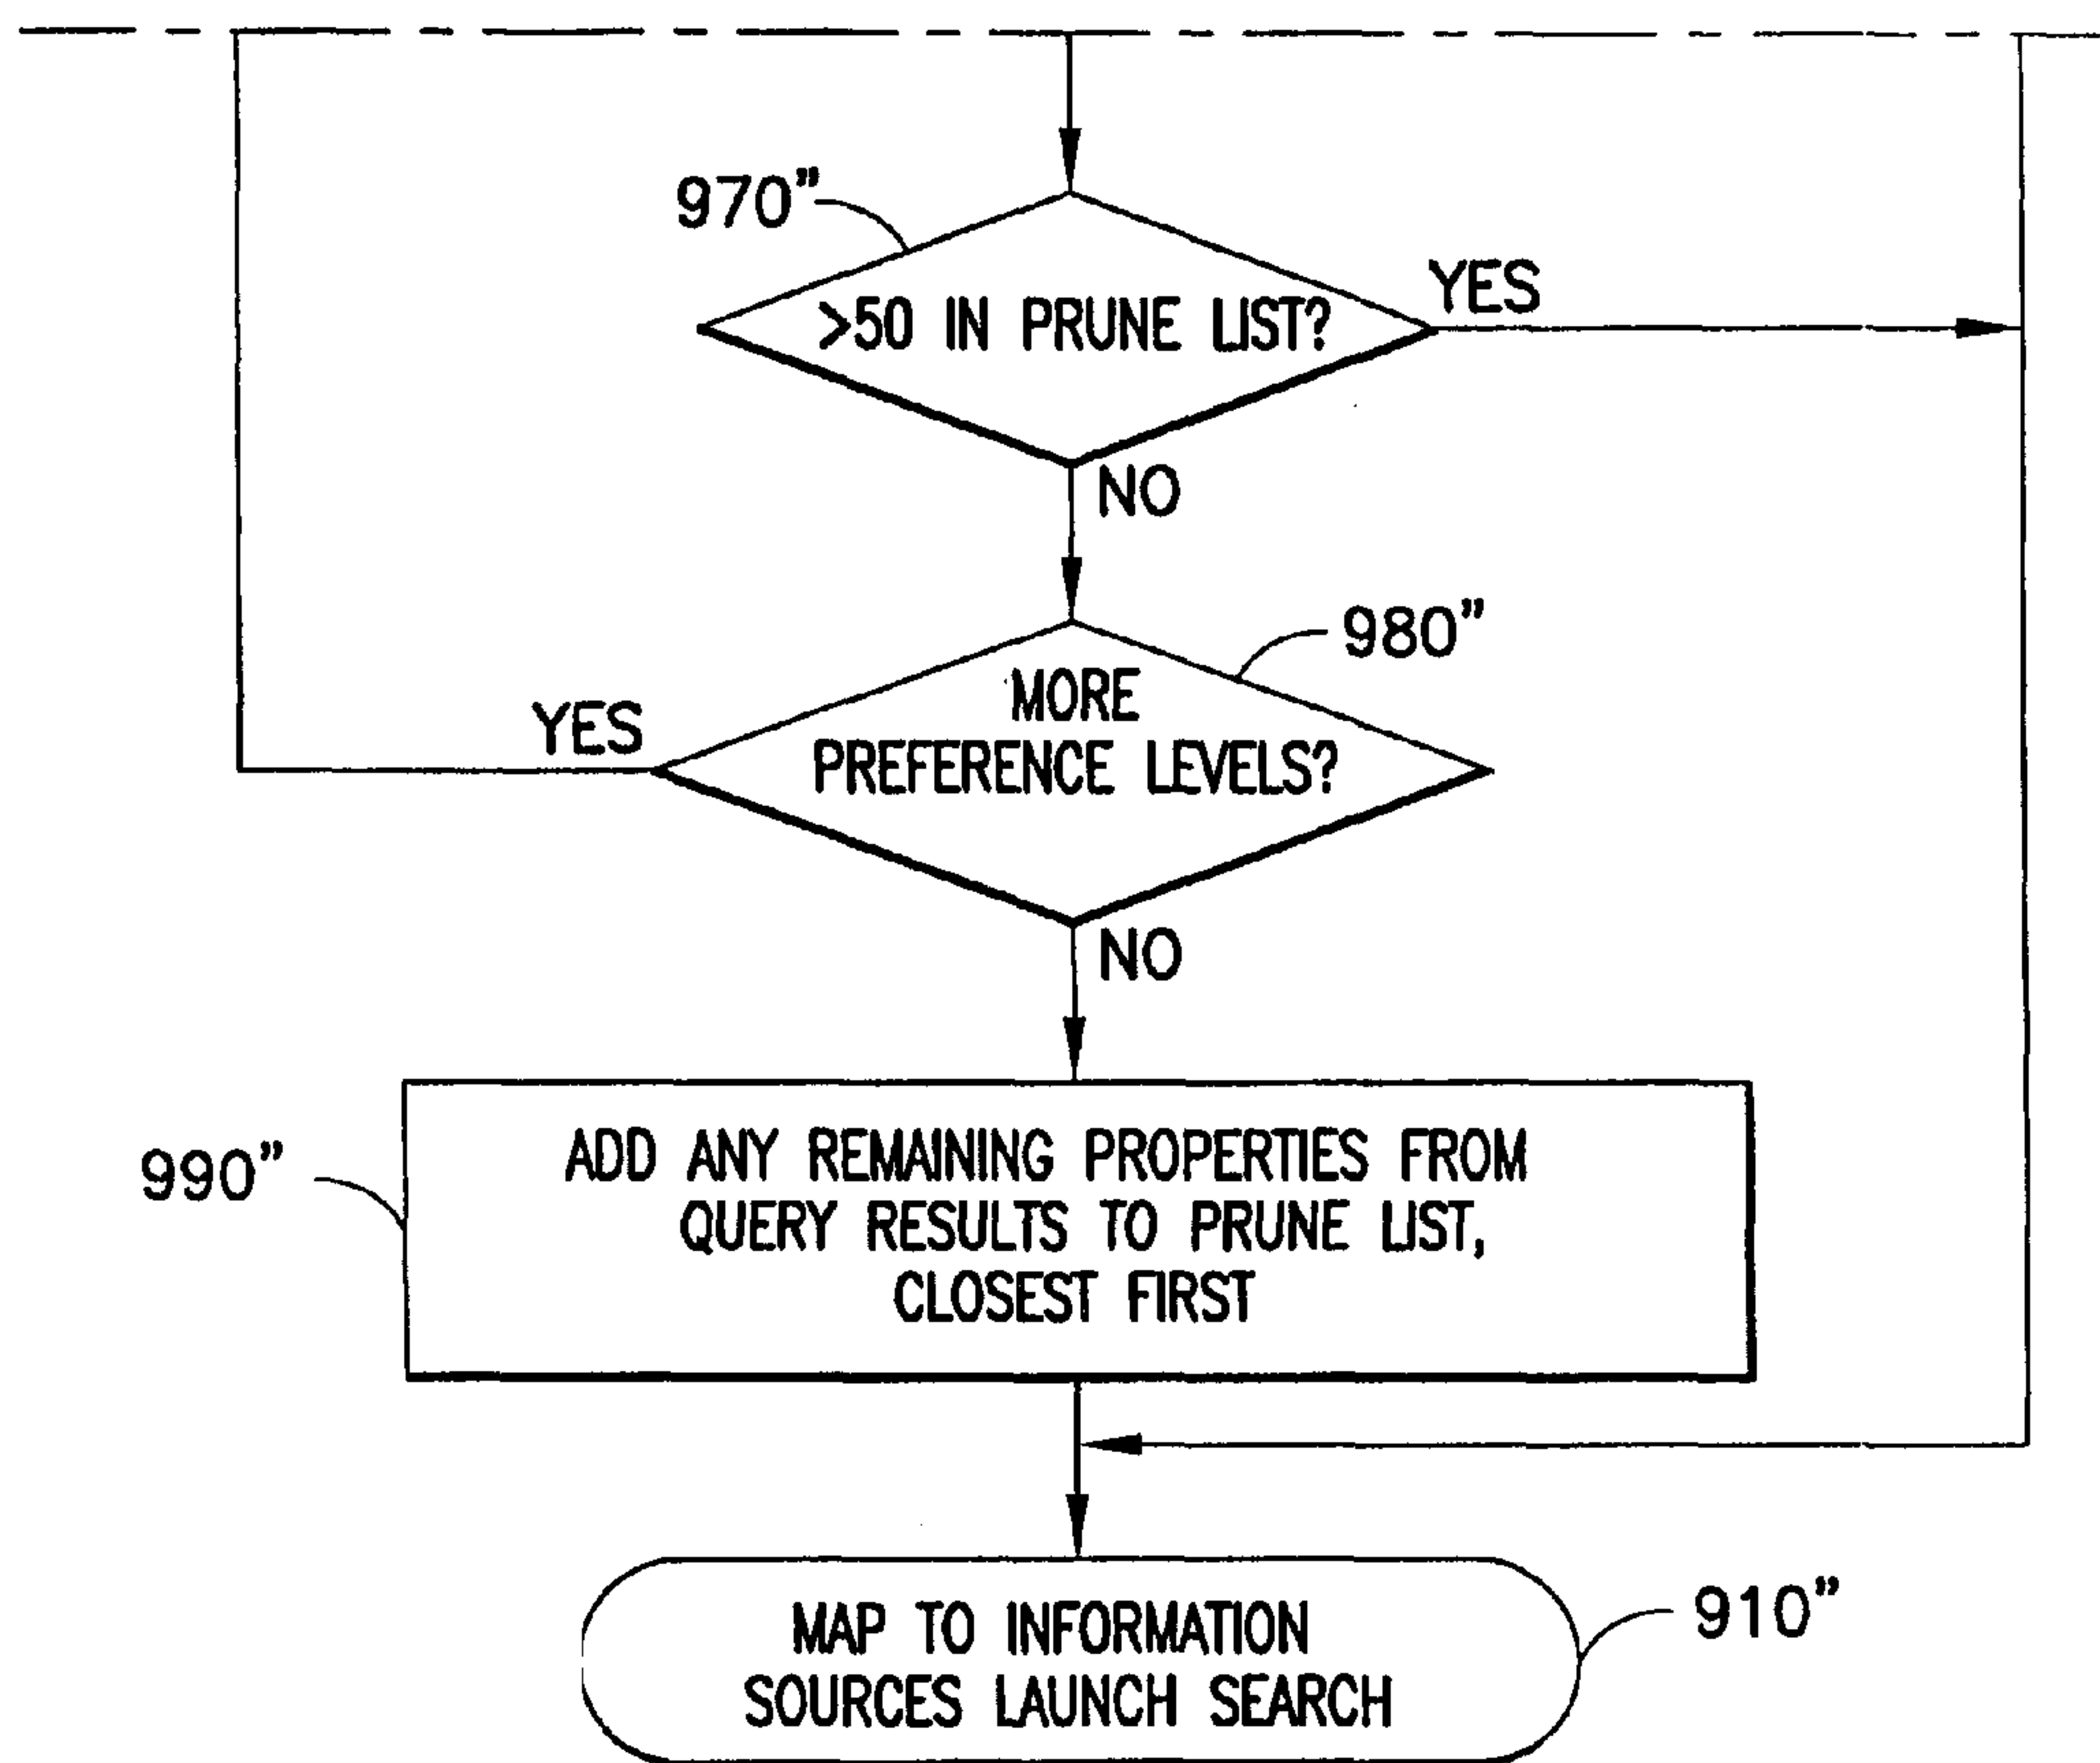 970”
>50 IN PRUNE LIST?
YES
NO
980”
MORE
PREFERENCE LEVELS?
YES
NO
990”
ADD ANY REMAINING PROPERTIES FROM
QUERY RESULTS TO PRUNE LIST,
CLOSEST FIRST
MAP TO INFORMATION
SOURCES LAUNCH SEARCH
910”